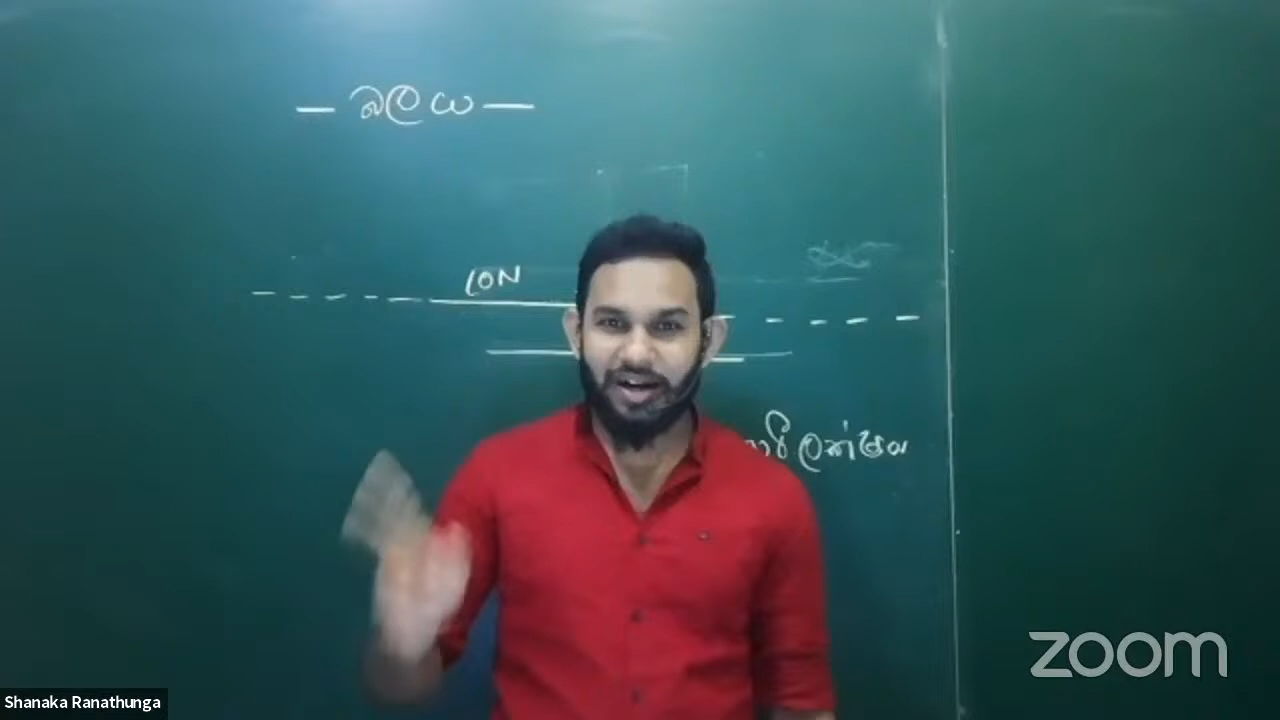 — බලය —
10N
zoom
Shanaka Ranathunga